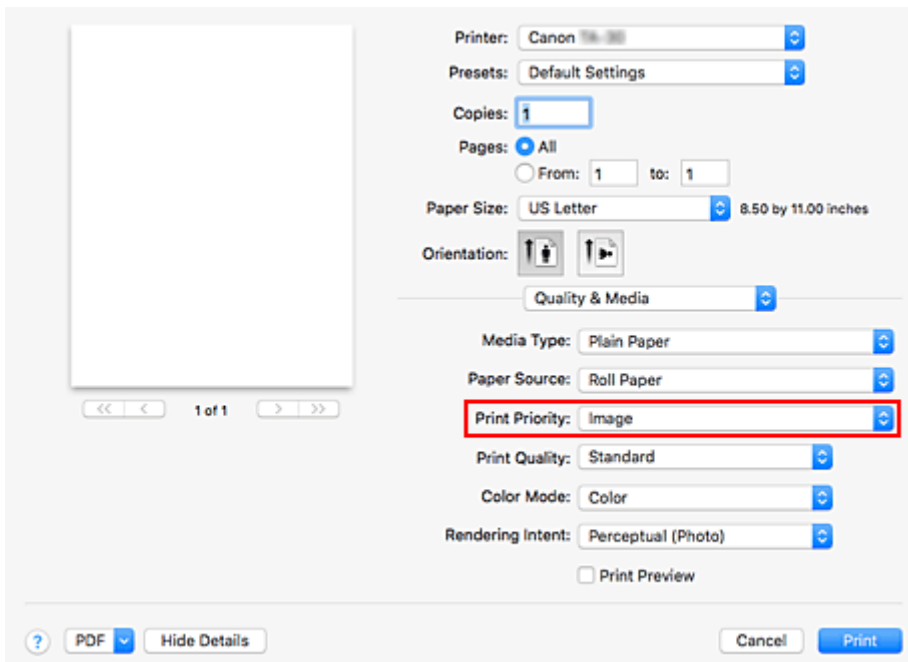 Printer: Canon
Presets: Default Settings
Copies: 1
Pages: All
From: 1 to: 1
Paper Size: US Letter 8.50 by 11.00 inches
Orientation:
Quality & Media
Media Type: Plain Paper
Paper Source: Roll Paper
Print Priority: Image
Print Quality: Standard
Color Mode: Color
Rendering Intent: Perceptual (Photo)
Print Preview
<< < 1 of 1 > >>
? PDF Hide Details Cancel Print